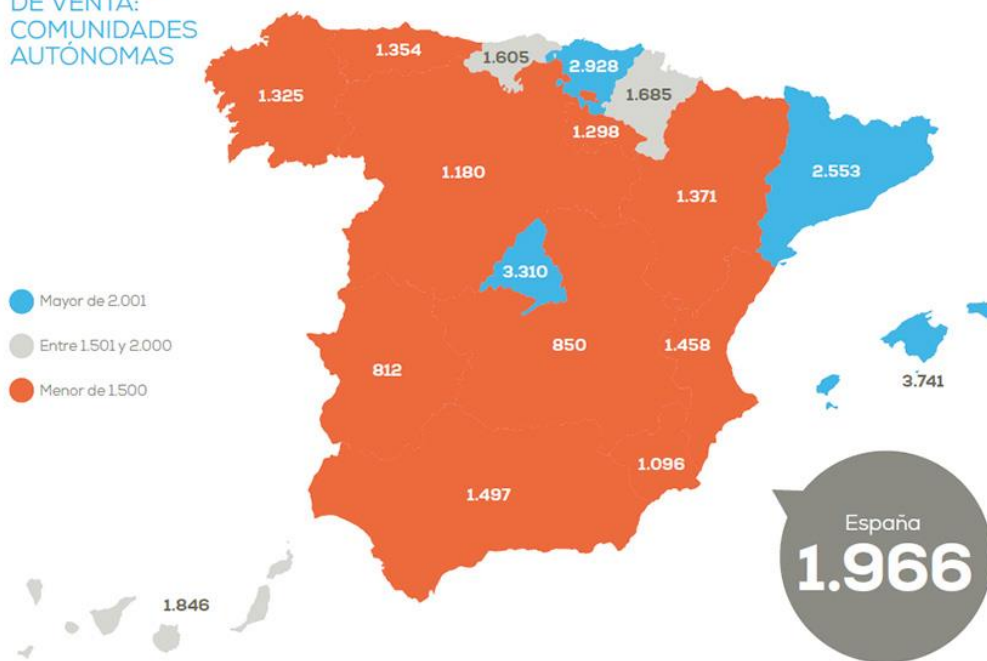 DE VENTA:
COMUNIDADES
AUTÓNOMAS
1.354
1.605
2.928
1.325
1.685
1.298
1.180
1.371
2.553
3.310
Mayor de 2.001
Entre 1.501 y 2.000
Menor de 1.500
850
1.458
812
3.741
1.096
1.497
España
1.966
1.846